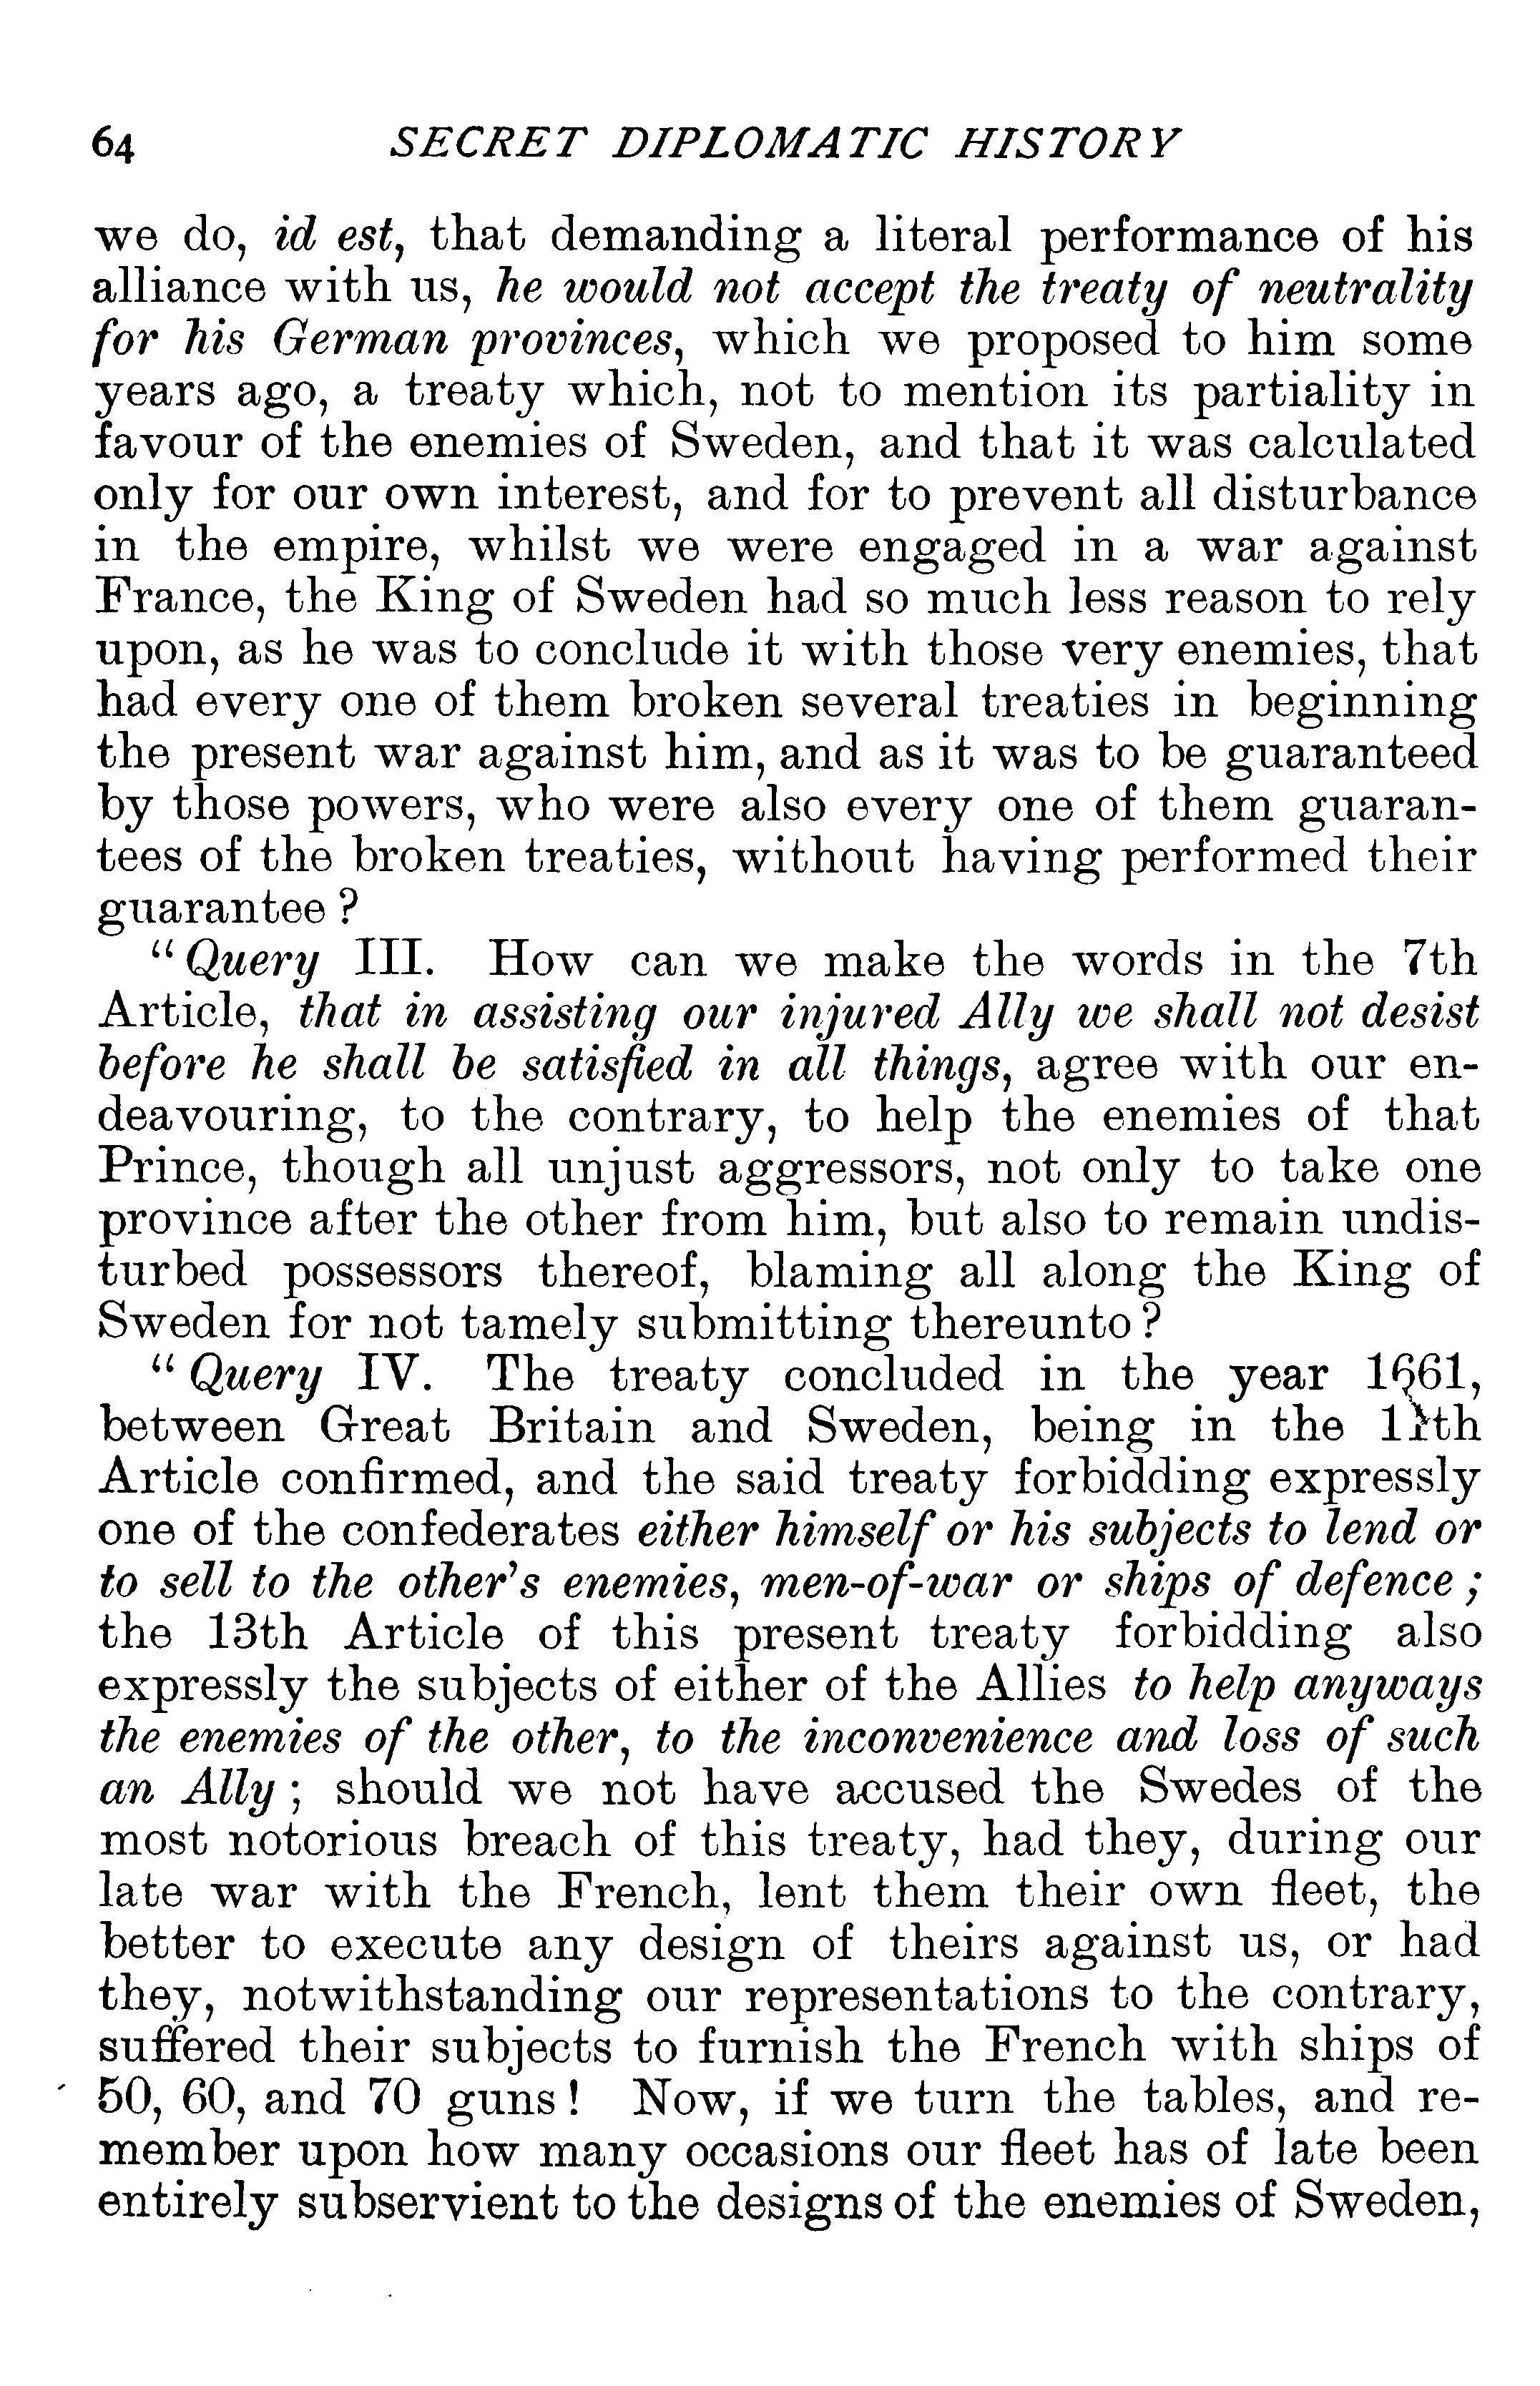 64 SECRET DIPLOMATIC HISTORY
we do, id est, that demanding a literal performance of his
alliance with us, he would not accept the treaty of neutrality
for his German provinces, which we proposed to him some
years ago, a treaty which, not to mention its partiality in
favour of the enemies of Sweden, and that it was calculated
only for our own interest, and for to prevent all disturbance
in the empire, whilst we were engaged in a war against
France, the King of Sweden had so much less reason to rely
upon, as he was to conclude it with those very enemies, that
had every one of them broken several treaties in beginning
the present war against him, and as it was to be guaranteed
by those powers, who were also every one of them guaran-
tees of the broken treaties, without having performed their
guarantee ?
" Query III. How can we make the words in the 7th
Article, that in assisting our injured Ally we shall not desist
before he shall be satisfied in all things, agree with our en-
deavouring, to the contrary, to help the enemies of that
Prince, though all unjust aggressors, not only to take one
province after the other from him, but also to remain undis-
turbed possessors thereof, blaming all along the King of
Sweden for not tamely submitting thereunto ?
" Query IV. The treaty concluded in the year 1661,
between Great Britain and Sweden, being in the
Article confirmed, and the said treaty forbidding expressly
one of the confederates either himself or his subjects to lend or
to sell to the other's enemies, men-of-war or ships of defence ;
the 13th Article of this present treaty forbidding also
expressly the subjects of either of the Allies to help anyways
the enemies of the other, to the inconvenience and loss of such
an Ally ; should we not have accused the Swedes of the
most notorious breach of this treaty, had they, during our
late war with the French, lent them their own fleet, the
better to execute any design of theirs against us, or had
they, notwithstanding our representations to the contrary,
suffered their subjects to furnish the French with ships of
50, 60, and 70 guns ! Now, if we turn the tables, and re-
member upon how many occasions our fleet has of late been
entirely subservient to the designs of the enemies of Sweden,